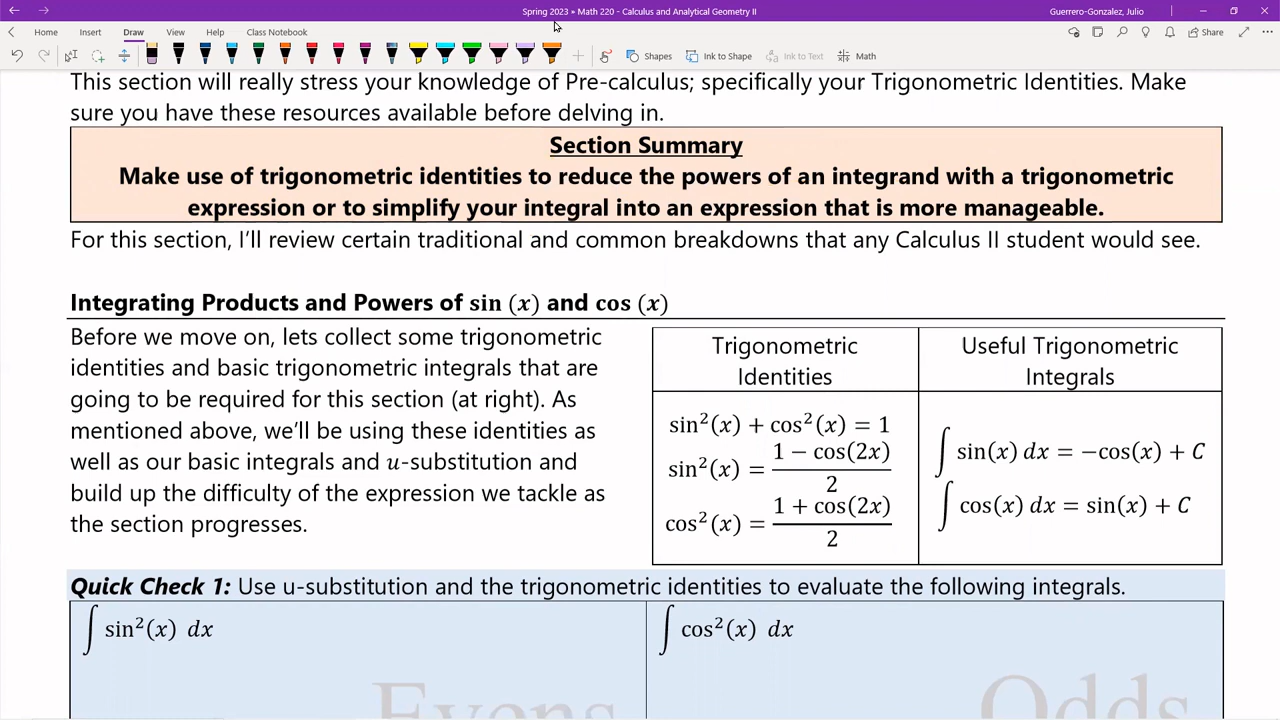 Spring 2023 » Math 220 - Calculus and Analytical Geometry II
Guerrero-Gonzalez, Julio
Home Insert Draw View Help Class Notebook
Share
Shapes Ink to Shape Ink to Text Math
This section will really stress your knowledge of Pre-calculus; specifically your Trigonometric Identities. Make
sure you have these resources available before delving in.
Section Summary
Make use of trigonometric identities to reduce the powers of an integrand with a trigonometric
expression or to simplify your integral into an expression that is more manageable.
For this section, I'll review certain traditional and common breakdowns that any Calculus II student would see.
Integrating Products and Powers of sin (x) and cos (x)
Before we move on, lets collect some trigonometric
identities and basic trigonometric integrals that are
going to be required for this section (at right). As
mentioned above, we'll be using these identities as
well as our basic integrals and u-substitution and
build up the difficulty of the expression we tackle as
the section progresses.
Trigonometric
Identities
sin²(x) + cos²(x) = 1
sin²(x) = (1 − cos(2x))/2
cos²(x) = (1 + cos(2x))/2
Useful Trigonometric
Integrals
∫ sin(x) dx = −cos(x) + C
∫ cos(x) dx = sin(x) + C
Quick Check 1: Use u-substitution and the trigonometric identities to evaluate the following integrals.
∫ sin²(x) dx
∫ cos²(x) dx
Evens
Odds